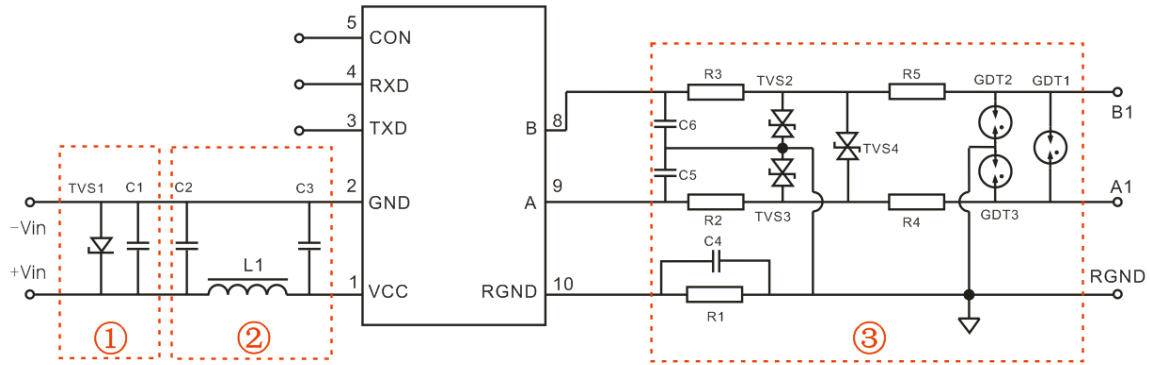 5
CON
4
RXD
3
TXD
2
GND
1
VCC
B
8
A
9
RGND
10
TVS1
C1
C2
C3
−Vin
+Vin
L1
①
②
R3
TVS2
R5
GDT2
GDT1
B1
C6
TVS4
C5
A1
R2
TVS3
R4
GDT3
C4
R1
RGND
③